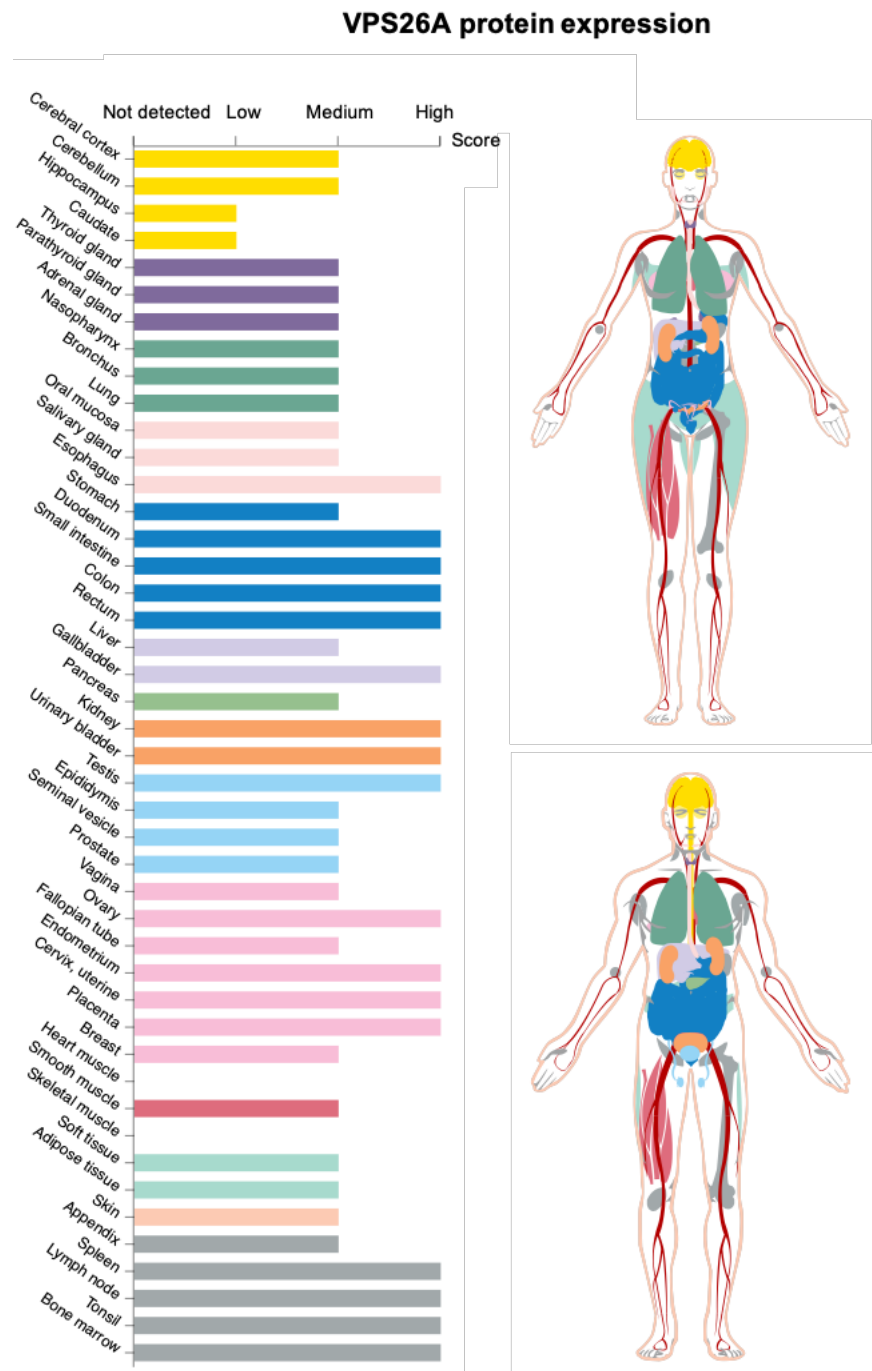 VPS26A protein expression
Not detected Low Medium High
Score
Cerebral cortex
Cerebellum
Hippocampus
Caudate
Thyroid gland
Parathyroid gland
Adrenal gland
Nasopharynx
Bronchus
Lung
Oral mucosa
Salivary gland
Esophagus
Stomach
Duodenum
Small intestine
Colon
Rectum
Liver
Gallbladder
Pancreas
Kidney
Urinary bladder
Testis
Epididymis
Seminal vesicle
Prostate
Vagina
Ovary
Fallopian tube
Endometrium
Cervix, uterine
Placenta
Breast
Heart muscle
Smooth muscle
Skeletal muscle
Soft tissue
Adipose tissue
Skin
Appendix
Spleen
Lymph node
Tonsil
Bone marrow